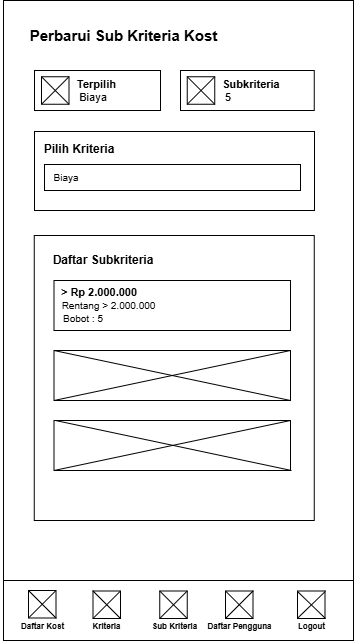 Perbarui Sub Kriteria Kost
Terpilih
Biaya
Subkriteria
5
Pilih Kriteria
Biaya
Daftar Subkriteria
> Rp 2.000.000
Rentang > 2.000.000
Bobot : 5
Daftar Kost
Kriteria
Sub Kriteria
Daftar Pengguna
Logout